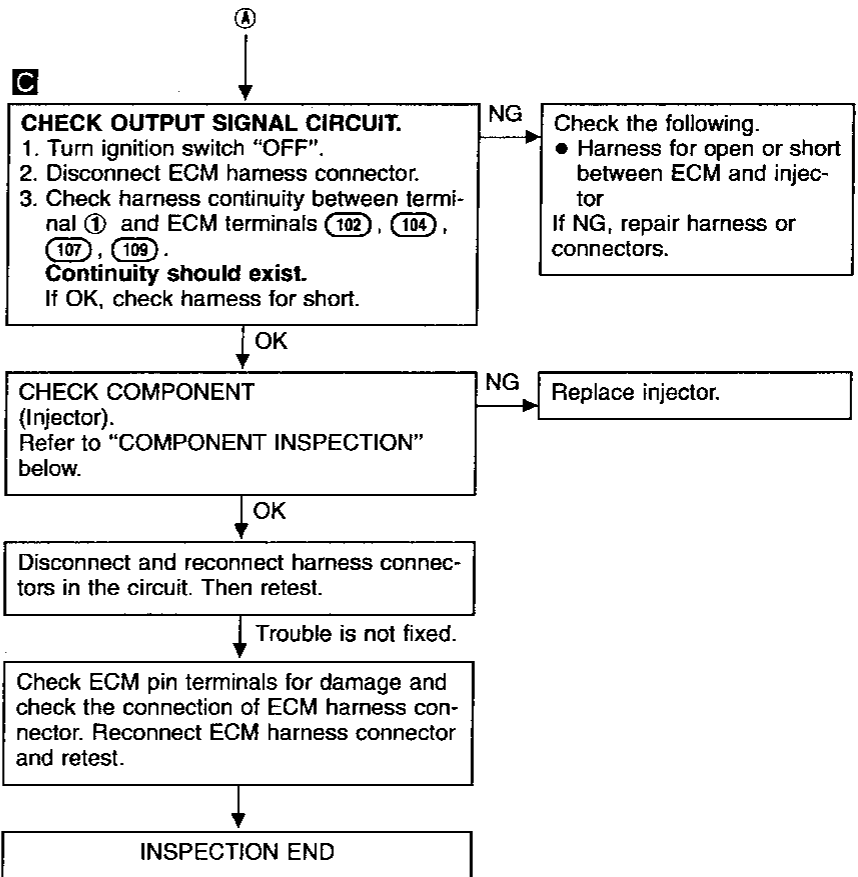 Ⓐ
C
CHECK OUTPUT SIGNAL CIRCUIT.
1. Turn ignition switch “OFF”.
2. Disconnect ECM harness connector.
3. Check harness continuity between termi-
nal ① and ECM terminals (102), (104),
(107), (109).
Continuity should exist.
If OK, check harness for short.
NG
Check the following.
● Harness for open or short
between ECM and injec-
tor
If NG, repair harness or
connectors.
OK
CHECK COMPONENT
(Injector).
Refer to “COMPONENT INSPECTION”
below.
NG
Replace injector.
OK
Disconnect and reconnect harness connec-
tors in the circuit. Then retest.
Trouble is not fixed.
Check ECM pin terminals for damage and
check the connection of ECM harness con-
nector. Reconnect ECM harness connector
and retest.
INSPECTION END